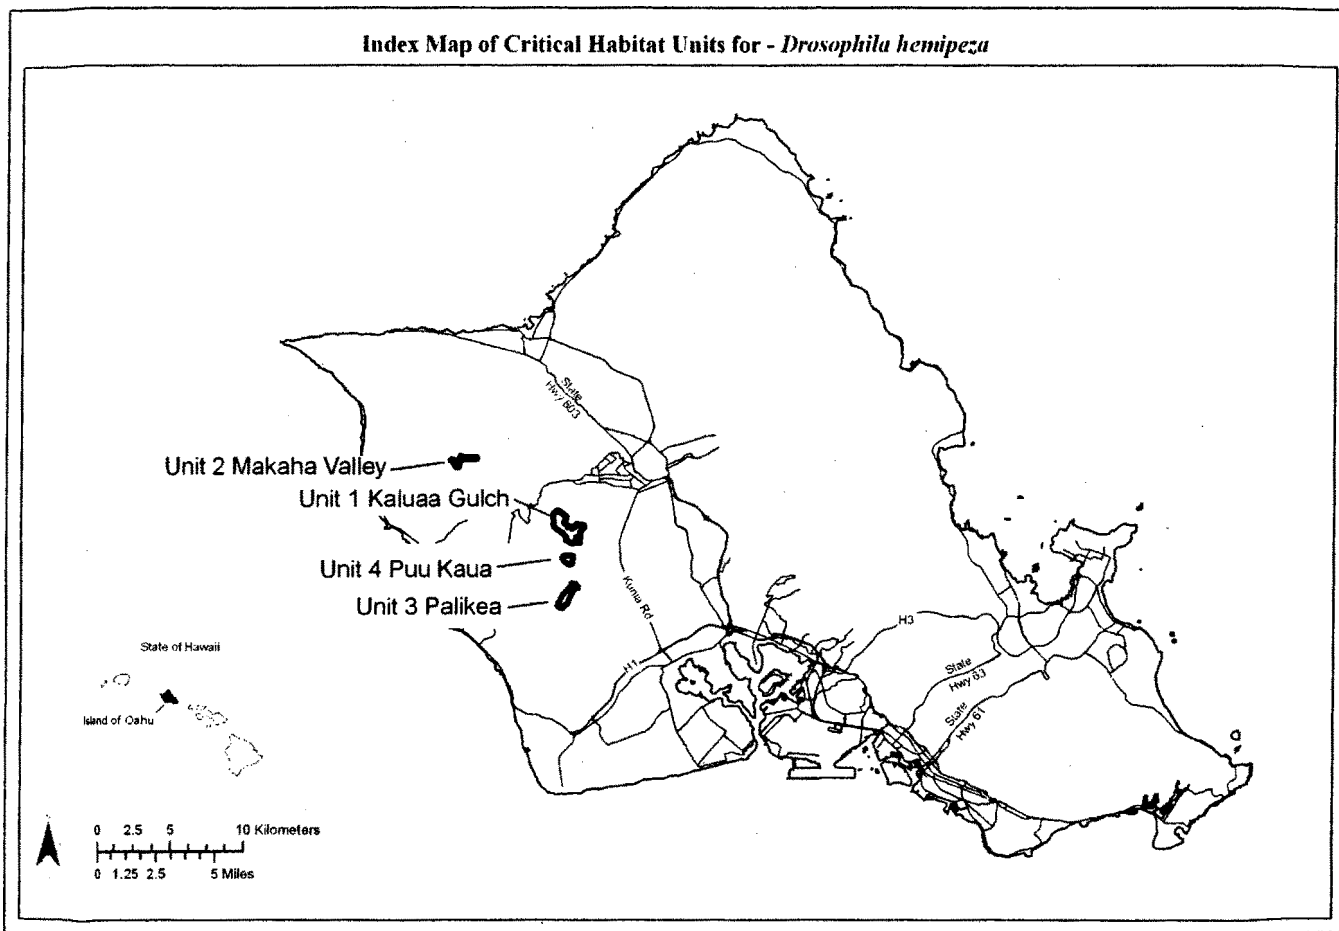 Index Map of Critical Habitat Units for - Drosophila hemipeza
State
Hwy 803
Unit 2 Makaha Valley
Unit 1 Kaluaa Gulch
Unit 4 Puu Kaua
Unit 3 Palikea
Kunia Rd
H1
H3
State
Hwy 63
State
Hwy 61
State of Hawaii
Island of Oahu
0 2.5 5 10 Kilometers
0 1.25 2.5 5 Miles